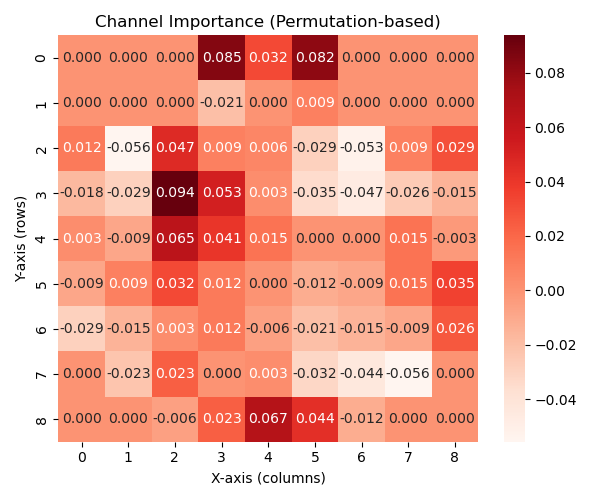 Channel Importance (Permutation-based)
0 0.000 0.000 0.000 0.085 0.032 0.082 0.000 0.000 0.000
1 0.000 0.000 0.000 -0.021 0.000 0.009 0.000 0.000 0.000
2 0.012 -0.056 0.047 0.009 0.006 -0.029 -0.053 0.009 0.029
3 -0.018 -0.029 0.094 0.053 0.003 -0.035 -0.047 -0.026 -0.015
4 0.003 -0.009 0.065 0.041 0.015 0.000 0.000 0.015 -0.003
5 -0.009 0.009 0.032 0.012 0.000 -0.012 -0.009 0.015 0.035
6 -0.029 -0.015 0.003 0.012 -0.006 -0.021 -0.015 -0.009 0.026
7 0.000 -0.023 0.023 0.000 0.003 -0.032 -0.044 -0.056 0.000
8 0.000 0.000 -0.006 0.023 0.067 0.044 -0.012 0.000 0.000
0 1 2 3 4 5 6 7 8
X-axis (columns)
Y-axis (rows)
0.08
0.06
0.04
0.02
0.00
−0.02
−0.04